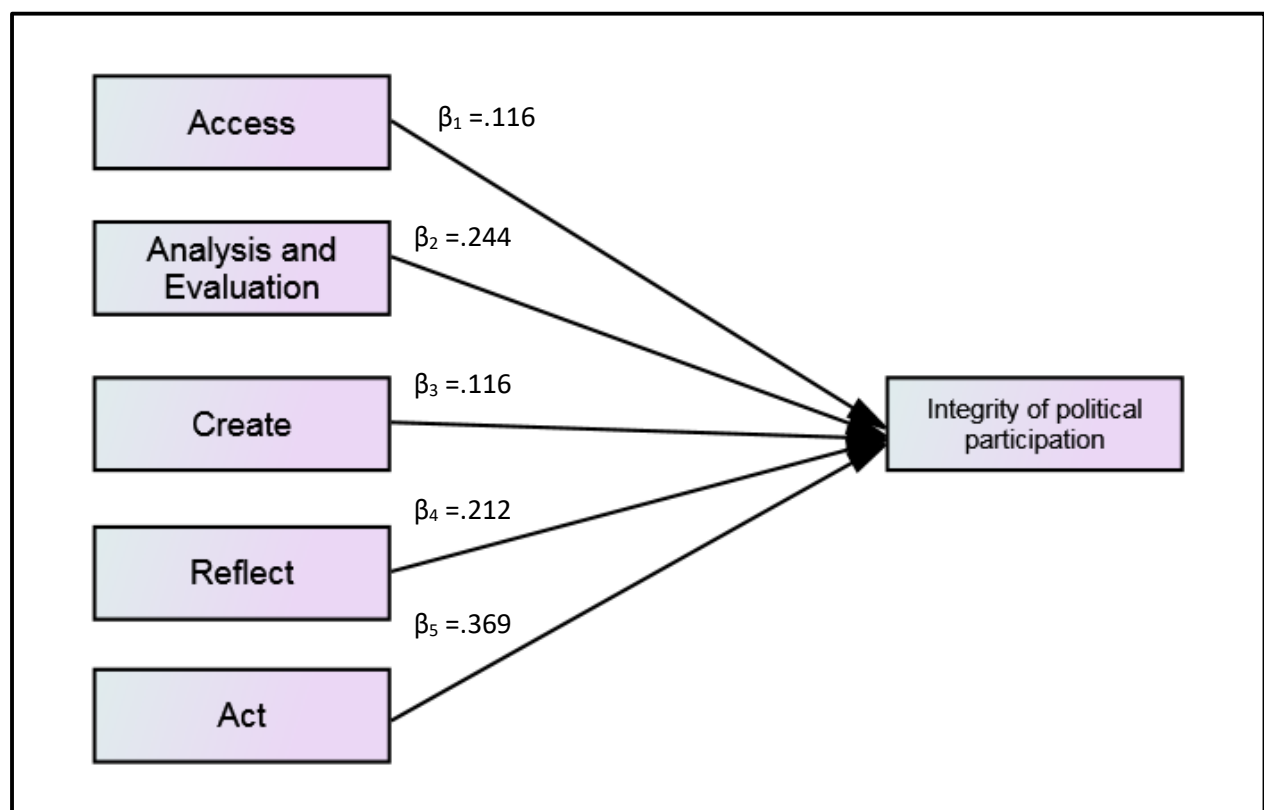 Access
β₁ =.116
Analysis and
Evaluation
β₂ =.244
Create
β₃ =.116
Integrity of political
participation
Reflect
β₄ =.212
Act
β₅ =.369